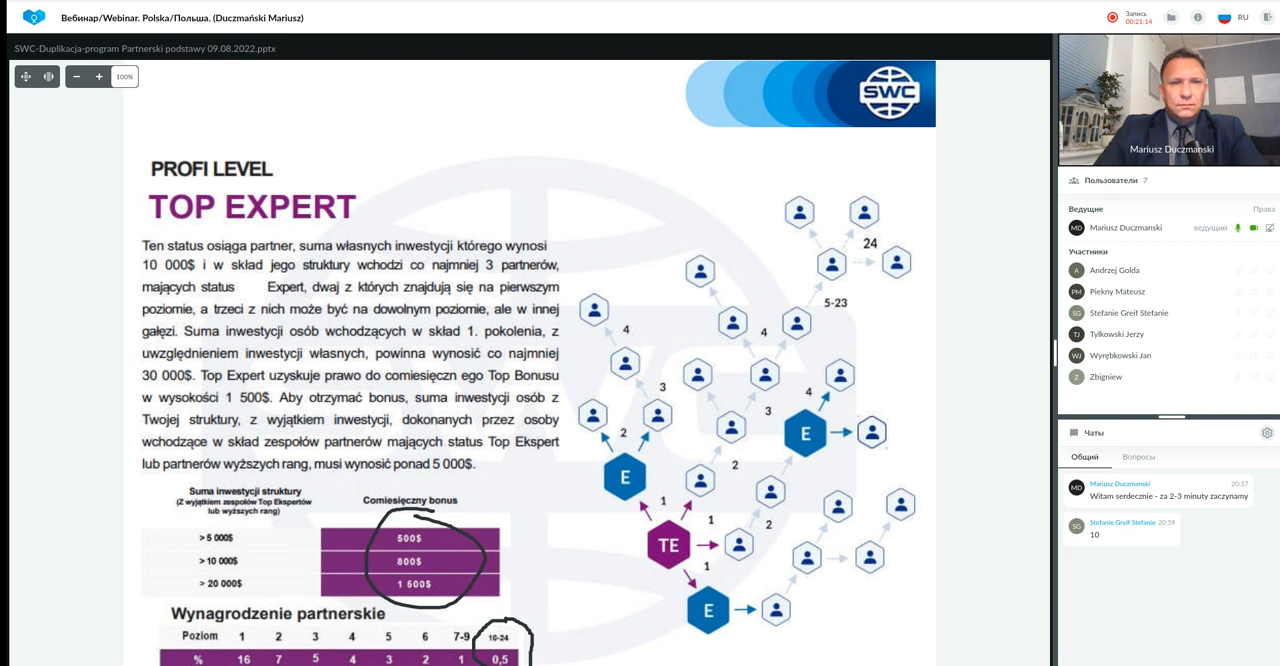 Вебинар/Webinar. Polska/Польша. (Duczmański Mariusz)
Запись
00:21:14
RU
SWC-Duplikacja-program Partnerski podstawy 09.08.2022.pptx
100%
SWC
PROFI LEVEL
TOP EXPERT
Ten status osiąga partner, suma własnych inwestycji którego wynosi
10 000$ i w skład jego struktury wchodzi co najmniej 3 partnerów,
mających status Expert, dwaj z których znajdują się na pierwszym
poziomie, a trzeci z nich może być na dowolnym poziomie, ale w innej
gałęzi. Suma inwestycji osób wchodzących w skład 1. pokolenia, z
uwzględnieniem inwestycji własnych, powinna wynosić co najmniej
30 000$. Top Expert uzyskuje prawo do comiesięczn ego Top Bonusu
w wysokości 1 500$. Aby otrzymać bonus, suma inwestycji osób z
Twojej struktury, z wyjątkiem inwestycji, dokonanych przez osoby
wchodzące w skład zespołów partnerów mających status Top Ekspert
lub partnerów wyższych rang, musi wynosić ponad 5 000$.
Suma inwestycji struktury
(Z wyjątkiem zespołów Top Ekspertów
lub wyższych rang)
Comiesięczny bonus
> 5 000$ 500$
> 10 000$ 800$
> 20 000$ 1 500$
Wynagrodzenie partnerskie
Poziom 1 2 3 4 5 6 7-9 10-24
% 16 7 5 4 3 2 1 0,5
24
5-23
4
4
3
4
3
2
E
E
2
1
1
2
TE
1
E
Mariusz Duczmanski
Пользователи 7
Ведущие Права
MD Mariusz Duczmanski ведущий
Участники
A Andrzej Golda
PM Piekny Mateusz
SG Stefanie Greif Stefanie
TJ Tylkowski Jerzy
WJ Wyrębkowski Jan
Z Zbigniew
Чаты
Общий Вопросы
MD Mariusz Duczmanski 20:57
Witam serdecznie - za 2-3 minuty zaczynamy
SG Stefanie Greif Stefanie 20:59
10